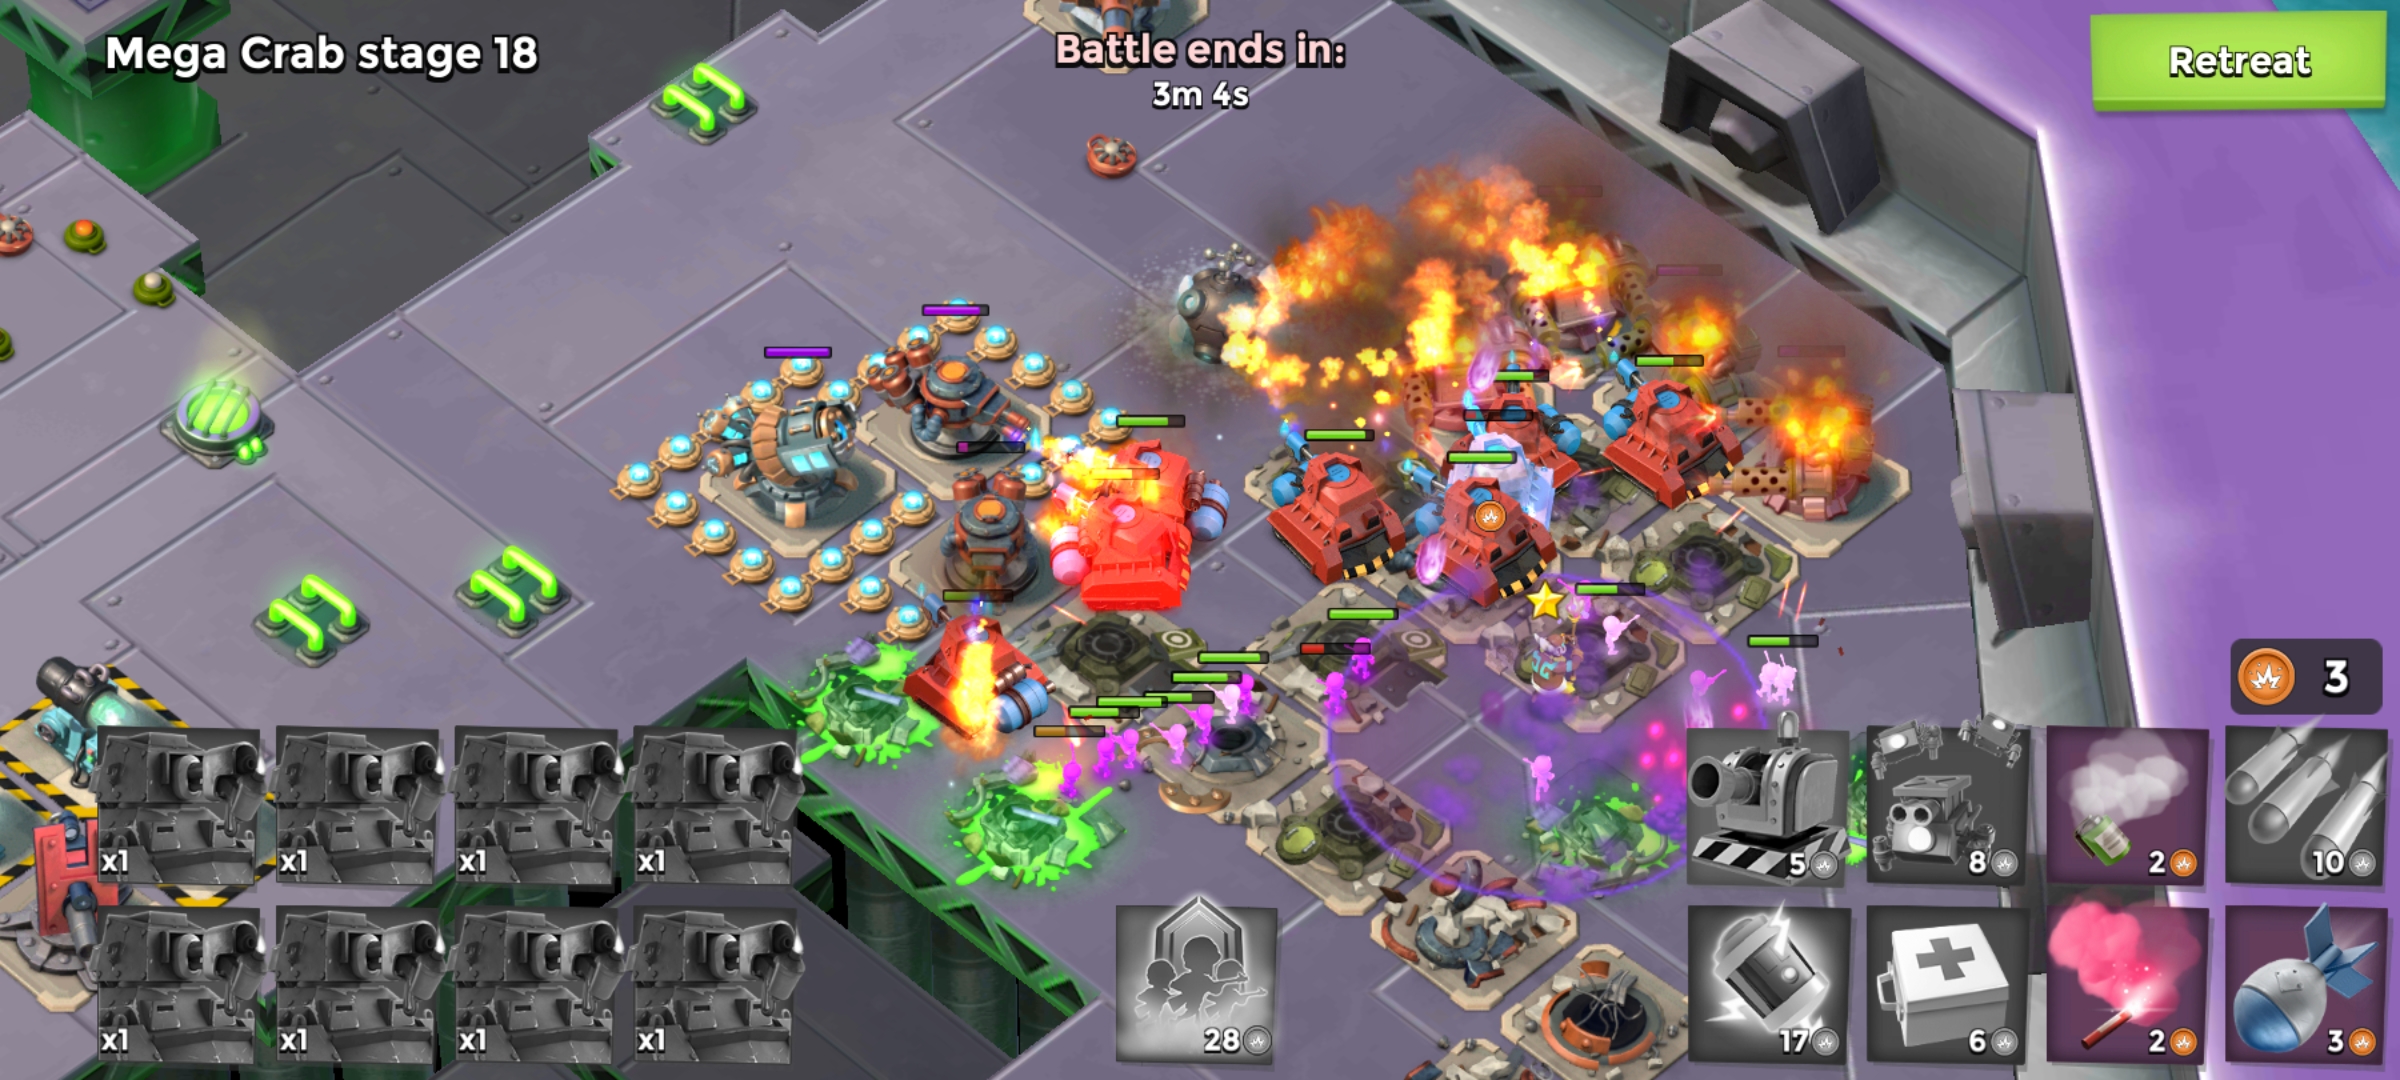 Mega Crab stage 18
Battle ends in:
3m 4s
Retreat
3
x1
x1
x1
x1
5
8
2
10
x1
x1
x1
x1
28
17
6
2
3